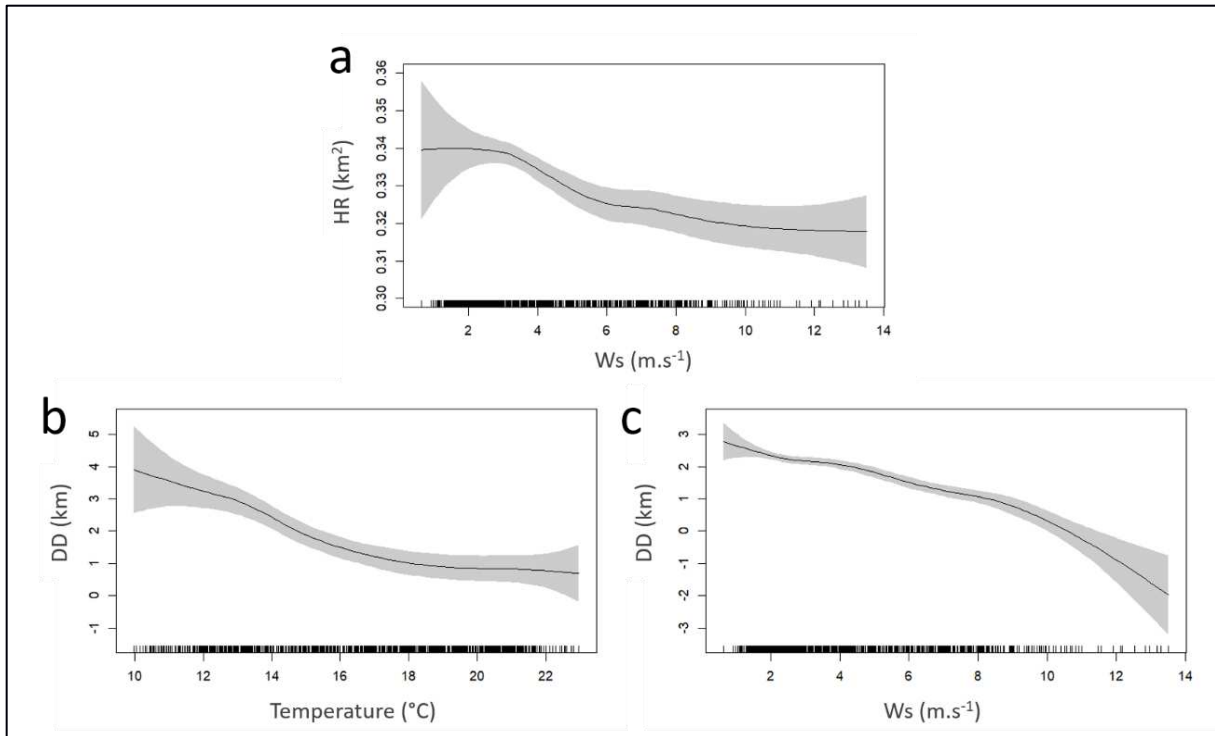 a
HR (km²)
0.36
0.35
0.34
0.33
0.32
0.31
0.30
2 4 6 8 10 12 14
Ws (m.s⁻¹)
b
DD (km)
5
4
3
2
1
0
-1
10 12 14 16 18 20 22
Temperature (°C)
c
DD (km)
3
2
1
0
-1
-2
-3
2 4 6 8 10 12 14
Ws (m.s⁻¹)